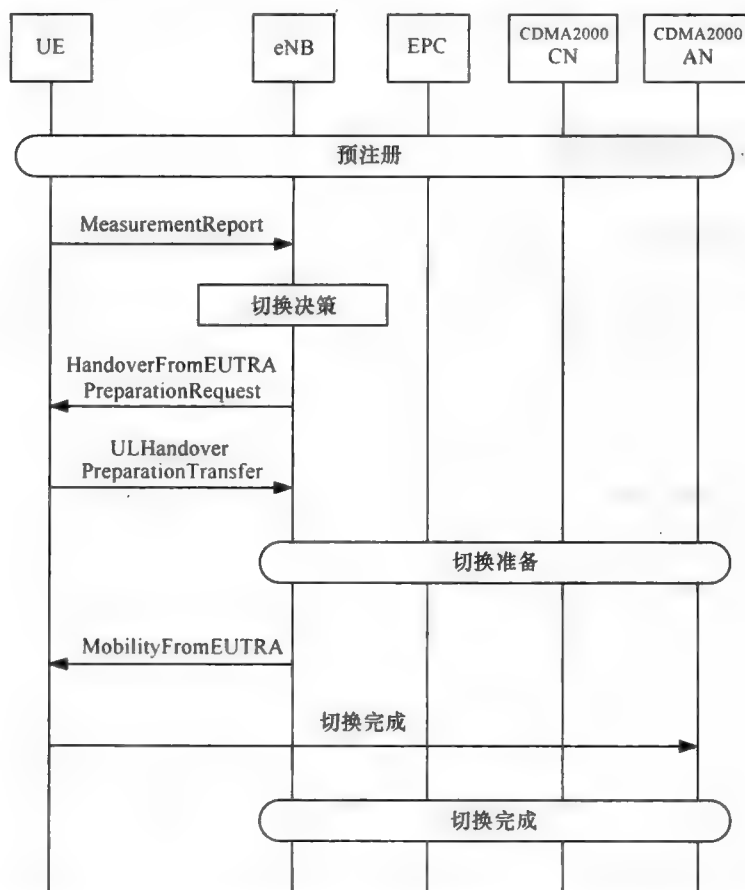 UE
eNB
EPC
CDMA2000
CN
CDMA2000
AN
预注册
MeasurementReport
切换决策
HandoverFromEUTRA
PreparationRequest
ULHandover
PreparationTransfer
切换准备
MobilityFromEUTRA
切换完成
切换完成